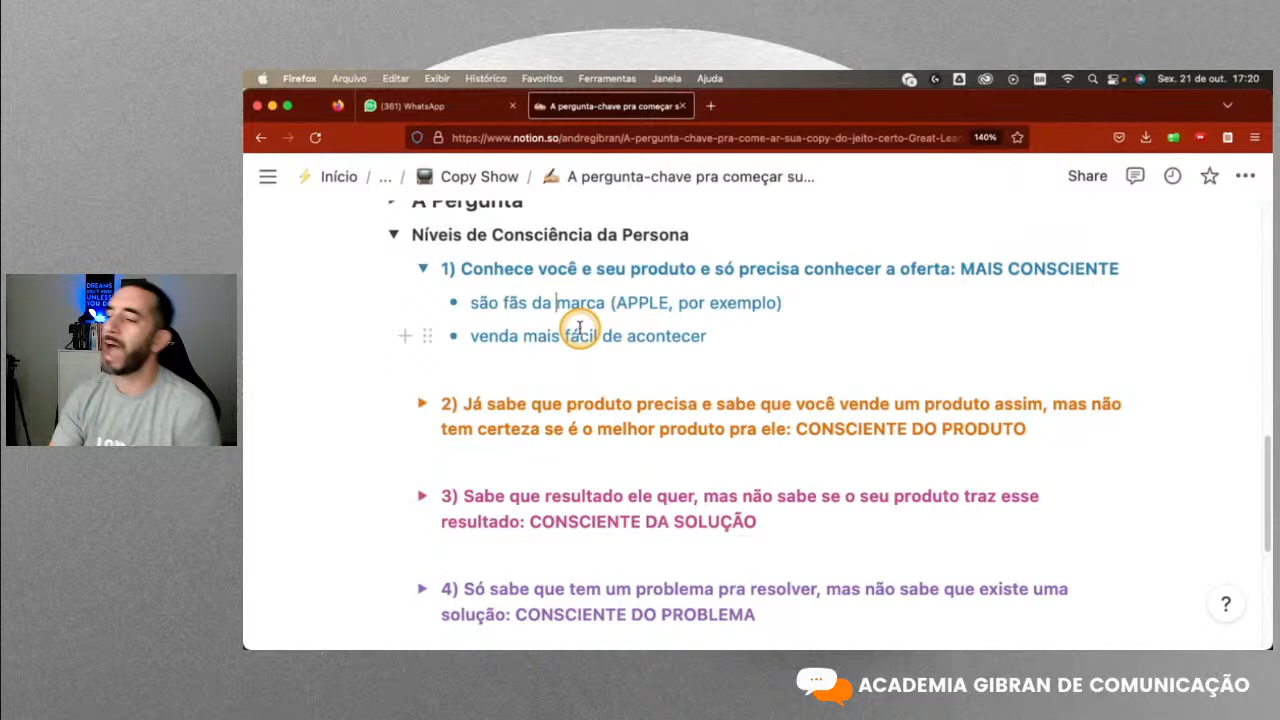 Firefox Arquivo Editar Exibir Histórico Favoritos Ferramentas Janela Ajuda BR Sex. 21 de out. 17:20
(361) WhatsApp
A pergunta-chave pra começar s
https://www.notion.so/andregibran/A-pergunta-chave-pra-come-ar-sua-copy-do-jeito-certo-Great-Lea 140%
Início / ... / Copy Show / A pergunta-chave pra começar su... Share
A Pergunta
Níveis de Consciência da Persona
1) Conhece você e seu produto e só precisa conhecer a oferta: MAIS CONSCIENTE
são fãs da marca (APPLE, por exemplo)
venda mais fácil de acontecer
2) Já sabe que produto precisa e sabe que você vende um produto assim, mas não
tem certeza se é o melhor produto pra ele: CONSCIENTE DO PRODUTO
3) Sabe que resultado ele quer, mas não sabe se o seu produto traz esse
resultado: CONSCIENTE DA SOLUÇÃO
4) Só sabe que tem um problema pra resolver, mas não sabe que existe uma
solução: CONSCIENTE DO PROBLEMA
?
DREAMS
UNLESS
YOU DO
ACADEMIA GIBRAN DE COMUNICAÇÃO